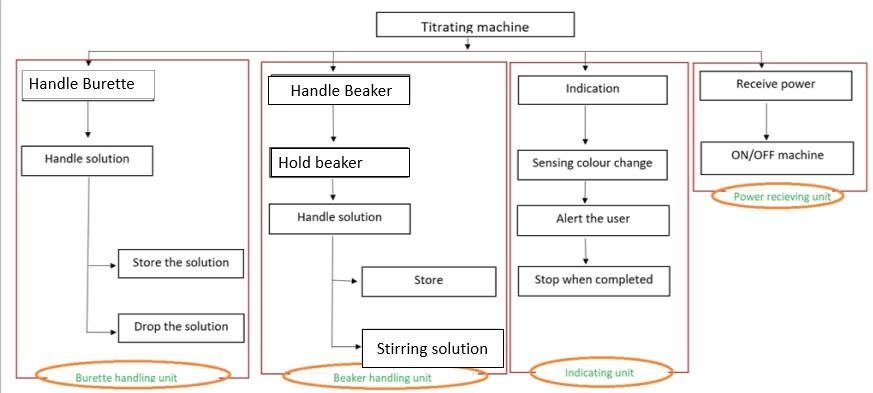 Titrating machine
Handle Burette
Handle solution
Store the solution
Drop the solution
Burette handling unit
Handle Beaker
Hold beaker
Handle solution
Store
Stirring solution
Beaker handling unit
Indication
Sensing colour change
Alert the user
Stop when completed
Indicating unit
Receive power
ON/OFF machine
Power recieving unit